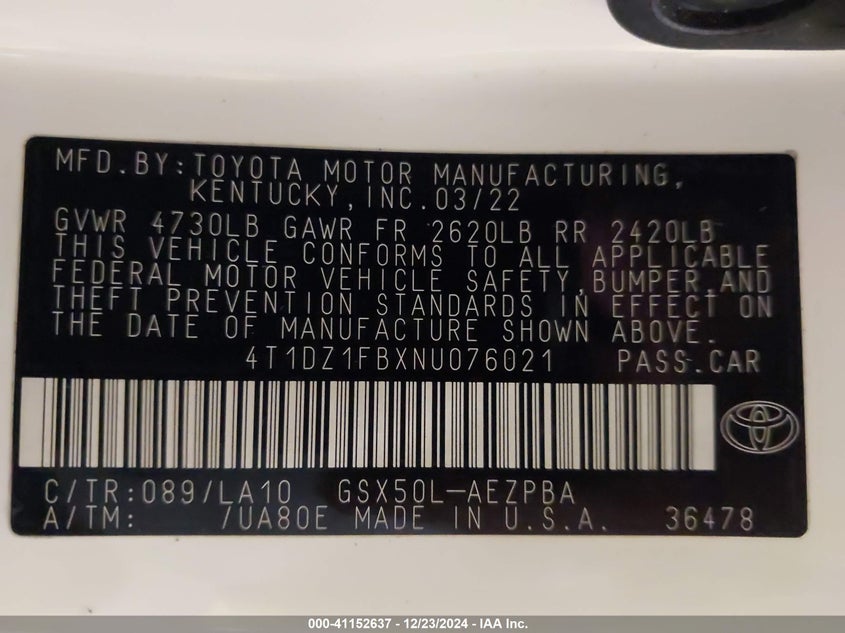 MFD.BY:TOYOTA MOTOR MANUFACTURING,
KENTUCKY,INC.03/22
GVWR 4730LB GAWR FR 2620LB RR 2420LB
THIS VEHICLE CONFORMS TO ALL APPLICABLE
FEDERAL MOTOR VEHICLE SAFETY,BUMPER,AND
THEFT PREVENTION STANDARDS IN EFFECT ON
THE DATE OF MANUFACTURE SHOWN ABOVE.
4T1DZ1FBXNU076021 PASS.CAR
C/TR:089/LA10 GSX50L-AEZPBA
A/TM: /UA80E MADE IN U.S.A. 36478
000-41152637 - 12/23/2024 - IAA Inc.